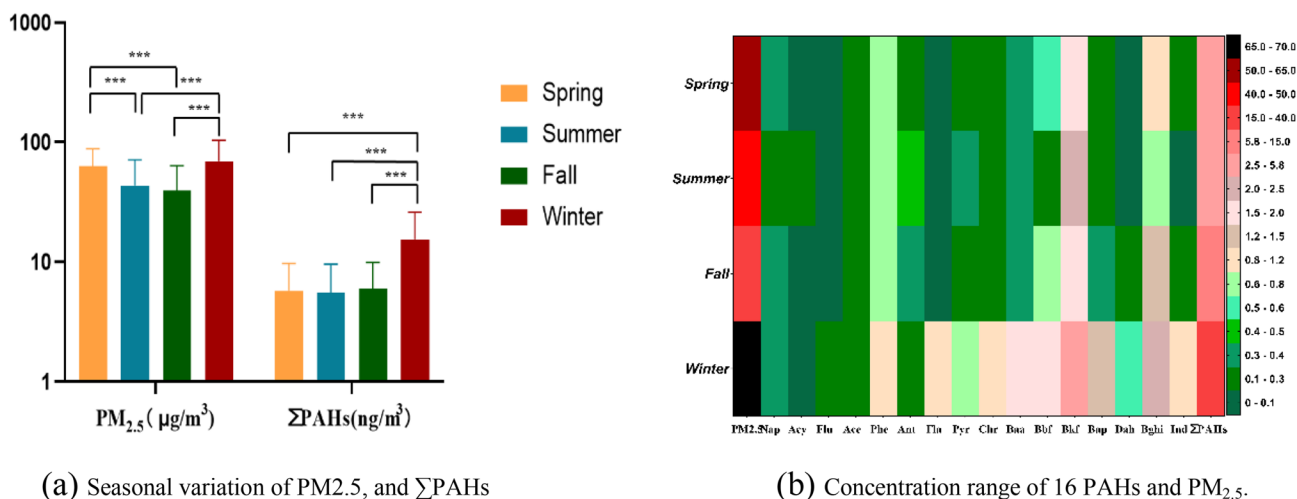 1000
100
10
1
***
***
***
***
***
***
***
Spring
Summer
Fall
Winter
PM2.5( μg/m3)
ΣPAHs(ng/m3)
(a) Seasonal variation of PM2.5, and ∑PAHs
Spring
Summer
Fall
Winter
PM2.5 Nap Acy Flu Ace Phe Ant Flu Pyr Chr Baa Bbf Bkf Bap Dah Bghi Ind ΣPAHs
65.0 - 70.0
50.0 - 65.0
40.0 - 50.0
15.0 - 40.0
5.8 - 15.0
2.5 - 5.8
2.0 - 2.5
1.5 - 2.0
1.2 - 1.5
0.8 - 1.2
0.6 - 0.8
0.5 - 0.6
0.4 - 0.5
0.3 - 0.4
0.1 - 0.3
0 - 0.1
(b) Concentration range of 16 PAHs and PM2.5.